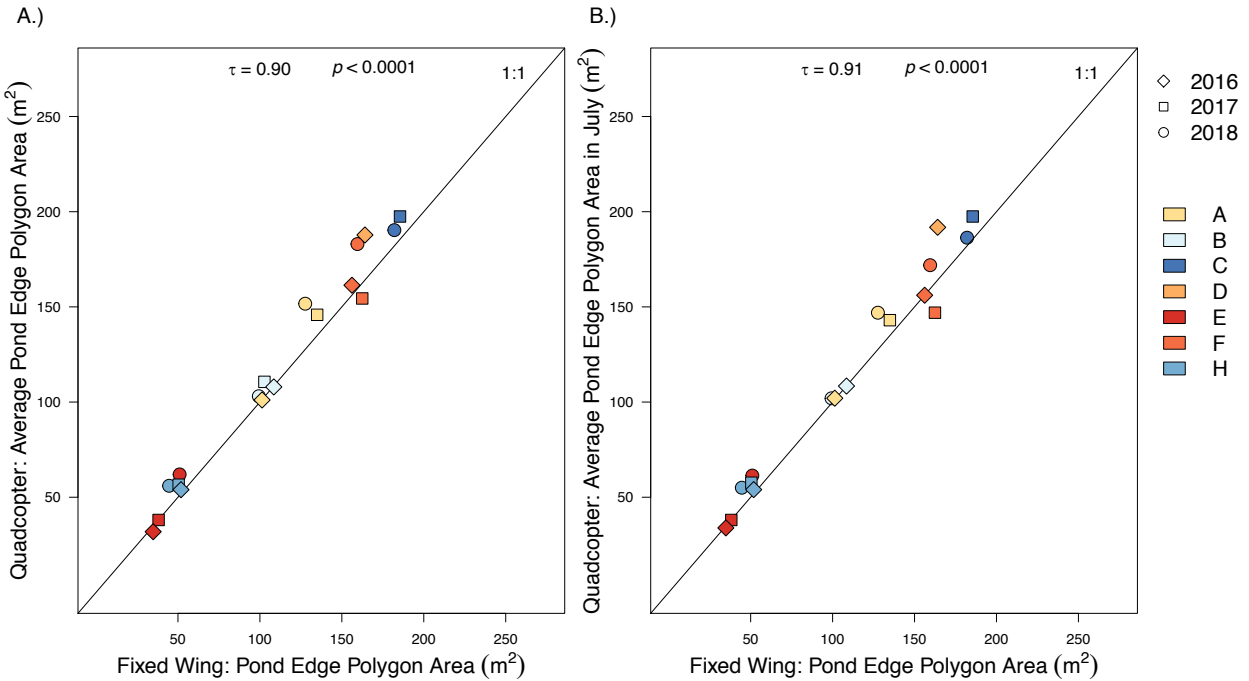 A.)
B.)
τ = 0.90 p < 0.0001 1:1
τ = 0.91 p < 0.0001 1:1
Quadcopter: Average Pond Edge Polygon Area (m²)
250
200
150
100
50
50 100 150 200 250
Fixed Wing: Pond Edge Polygon Area (m²)
Quadcopter: Average Pond Edge Polygon Area in July (m²)
250
200
150
100
50
50 100 150 200 250
Fixed Wing: Pond Edge Polygon Area (m²)
2016
2017
2018
A
B
C
D
E
F
H